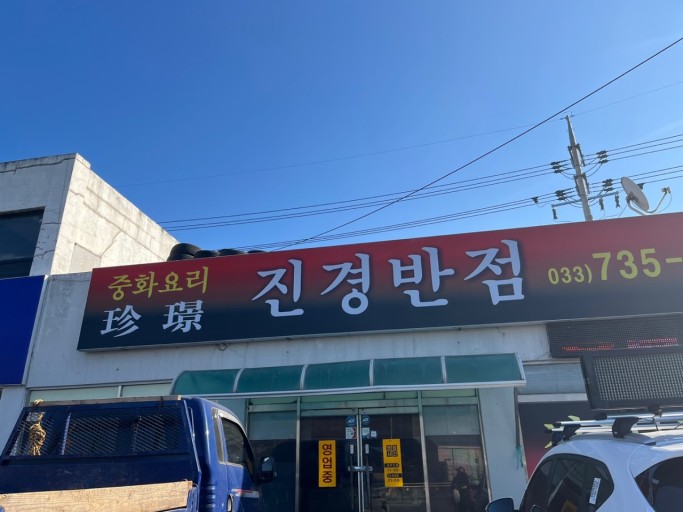 중화요리
珍璟
진경반점
033)735-
영업중